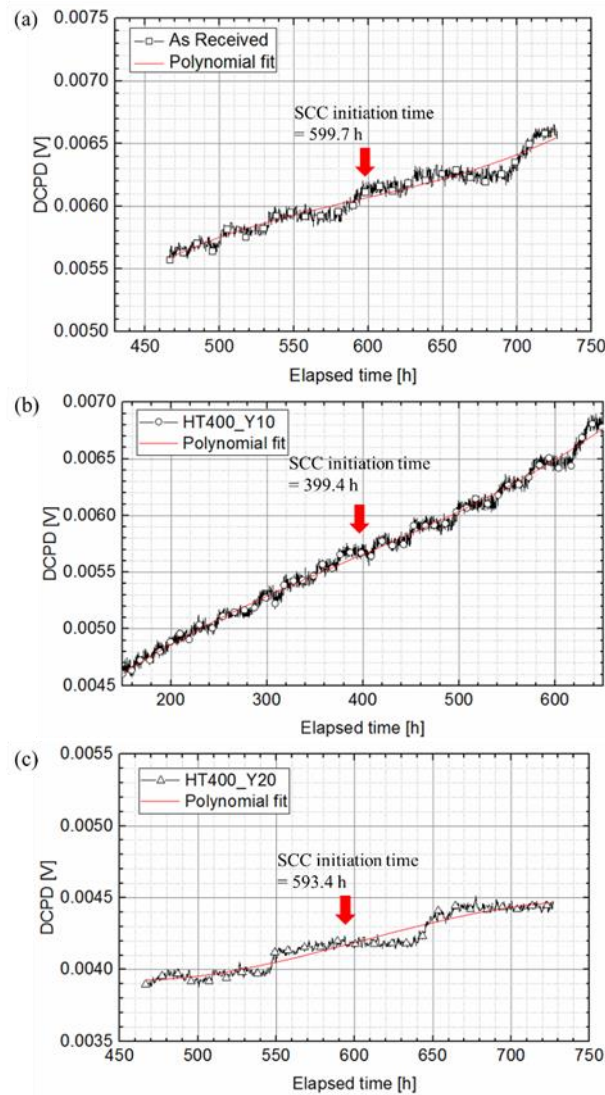 (a)
0.0075
0.0070
0.0065
0.0060
0.0055
0.0050
DCPD [V]
As Received
Polynomial fit
SCC initiation time
= 599.7 h
450 500 550 600 650 700 750
Elapsed time [h]
(b)
0.0070
0.0065
0.0060
0.0055
0.0050
0.0045
DCPD [V]
HT400_Y10
Polynomial fit
SCC initiation time
= 399.4 h
200 300 400 500 600
Elapsed time [h]
(c)
0.0055
0.0050
0.0045
0.0040
0.0035
DCPD [V]
HT400_Y20
Polynomial fit
SCC initiation time
= 593.4 h
450 500 550 600 650 700 750
Elapsed time [h]